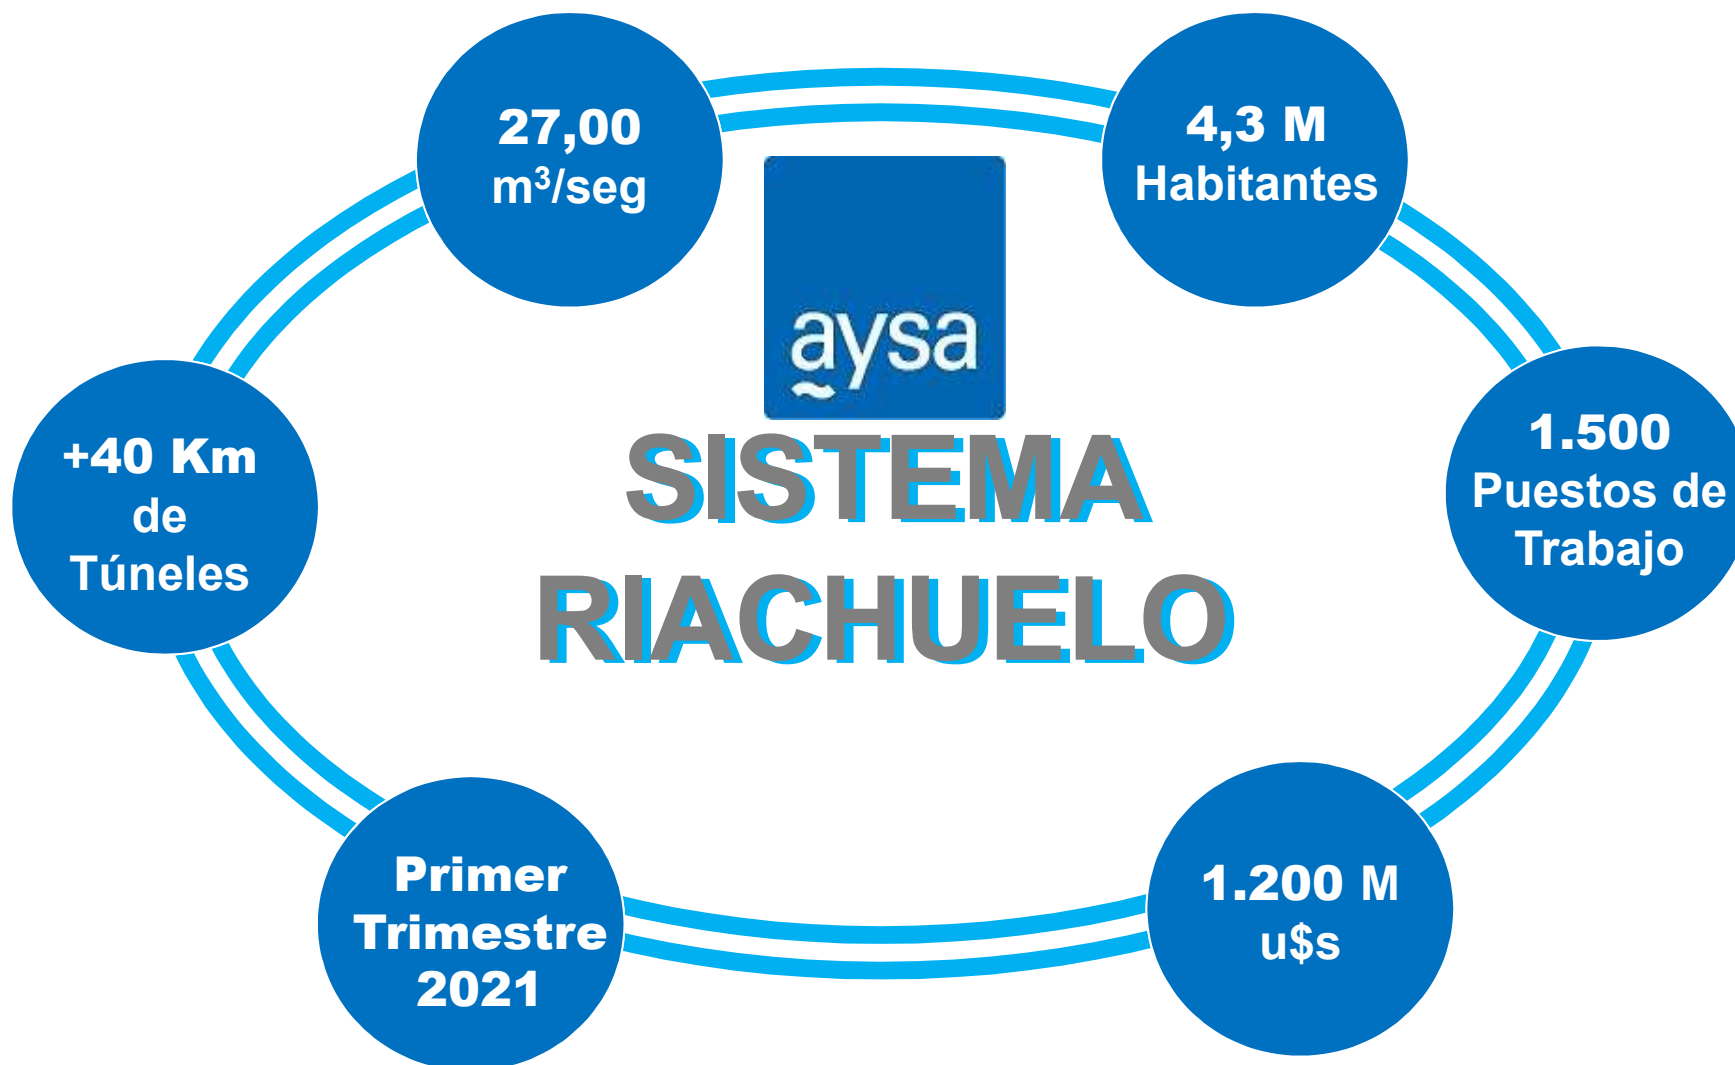 27,00
m³/seg
4,3 M
Habitantes
aysa
SISTEMA
RIACHUELO
+40 Km
de
Túneles
1.500
Puestos de
Trabajo
Primer
Trimestre
2021
1.200 M
u$s